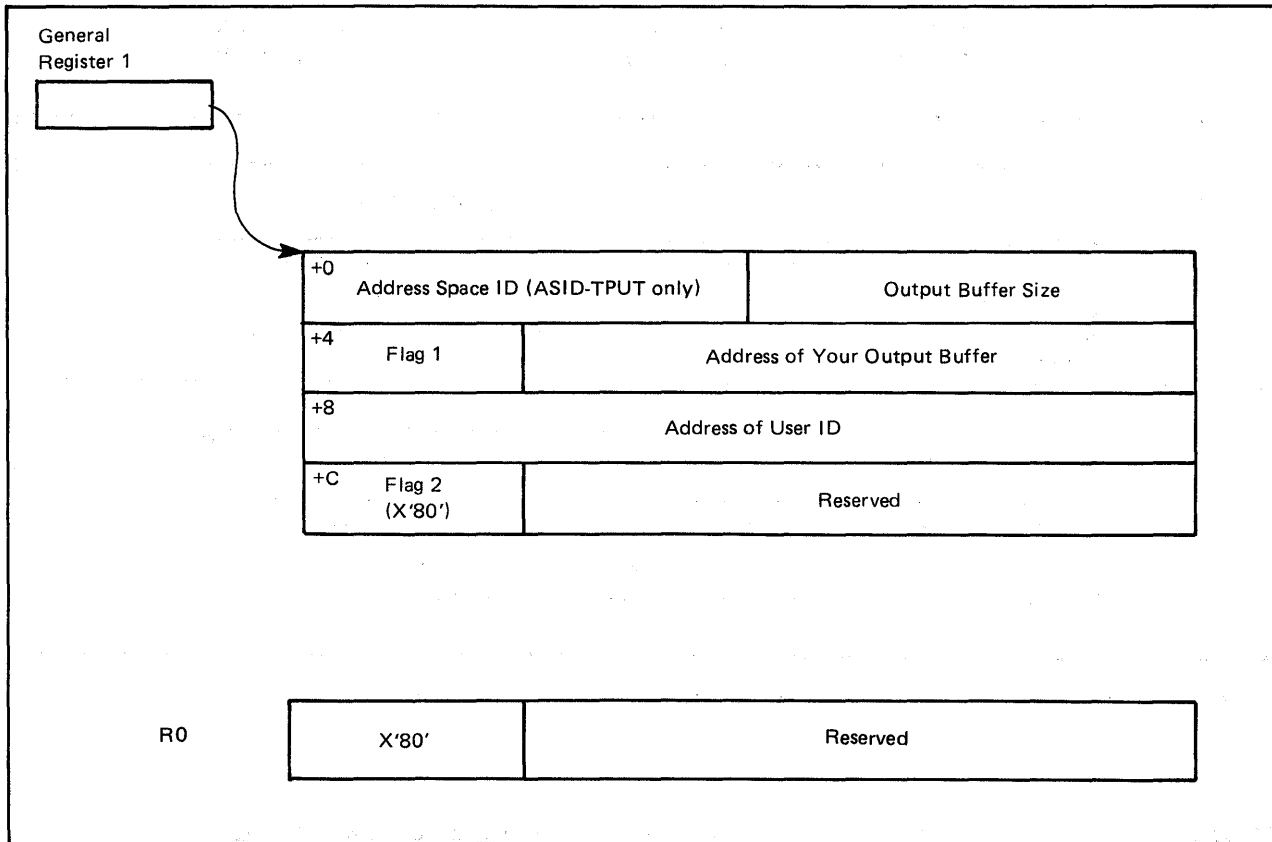 General
Register 1
+0
Address Space ID (ASID-TPUT only)
Output Buffer Size
+4
Flag 1
Address of Your Output Buffer
+8
Address of User ID
+C
Flag 2
(X'80')
Reserved
R0
X'80'
Reserved